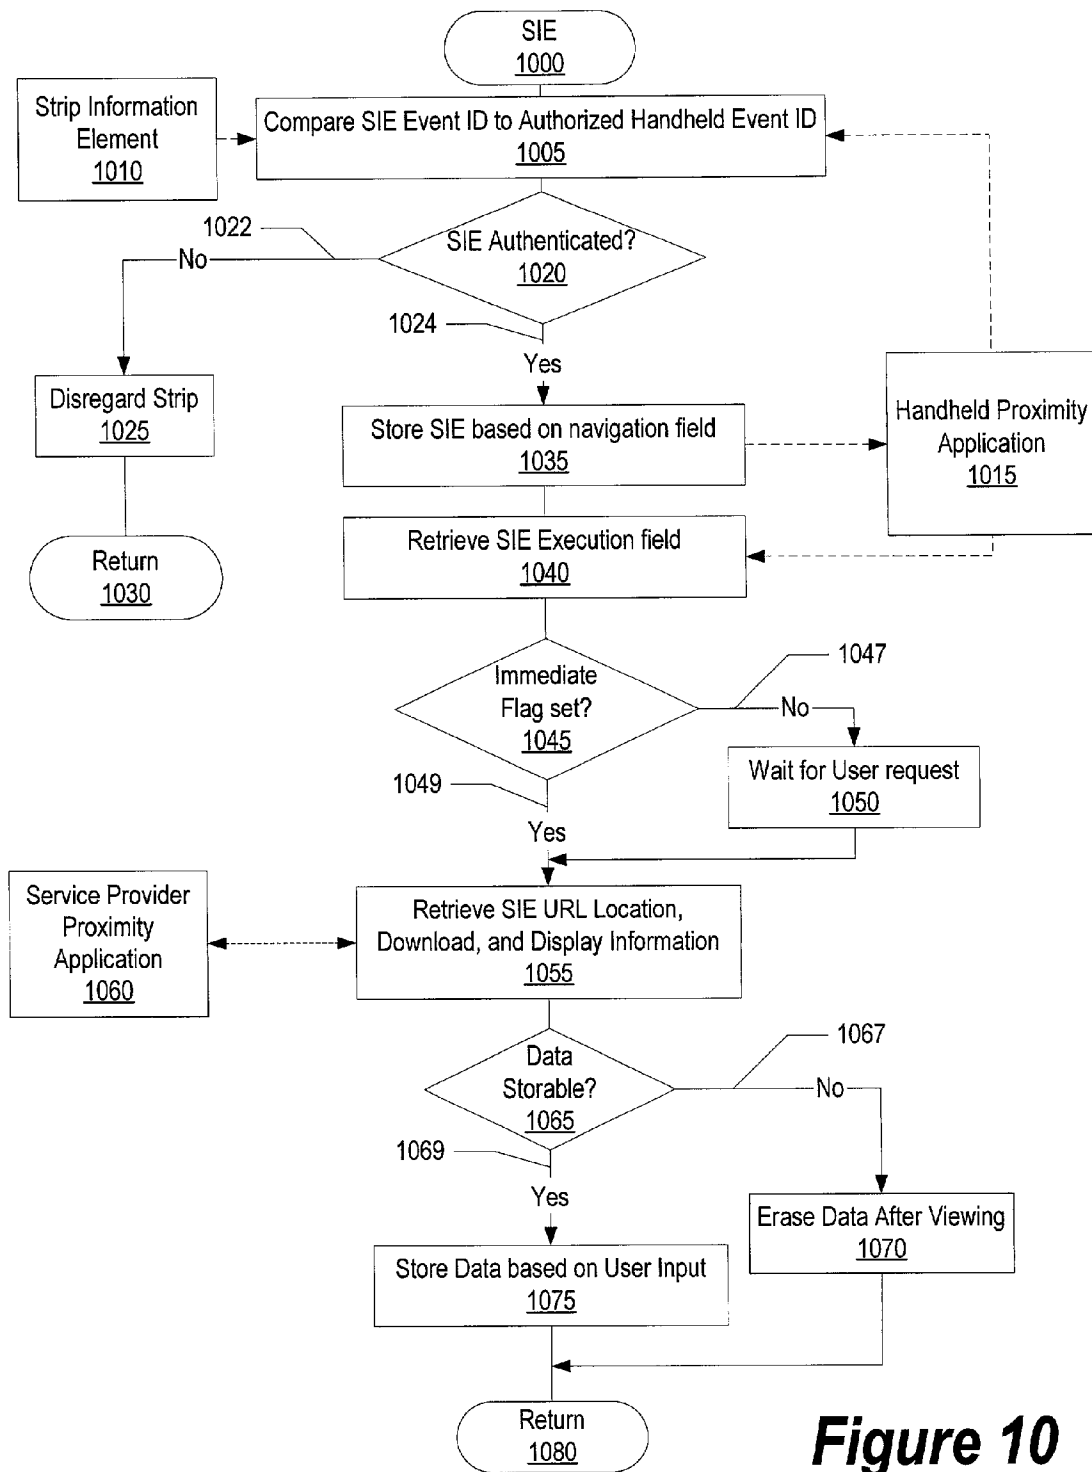 SIE
1000
Strip Information
Element
1010
Compare SIE Event ID to Authorized Handheld Event ID
1005
1022
No
SIE Authenticated?
1020
1024
Yes
Disregard Strip
1025
Store SIE based on navigation field
1035
Handheld Proximity
Application
1015
Return
1030
Retrieve SIE Execution field
1040
Immediate
Flag set?
1045
1047
No
1049
Yes
Wait for User request
1050
Service Provider
Proximity
Application
1060
Retrieve SIE URL Location,
Download, and Display Information
1055
Data
Storable?
1065
1067
No
1069
Yes
Erase Data After Viewing
1070
Store Data based on User Input
1075
Return
1080
Figure 10